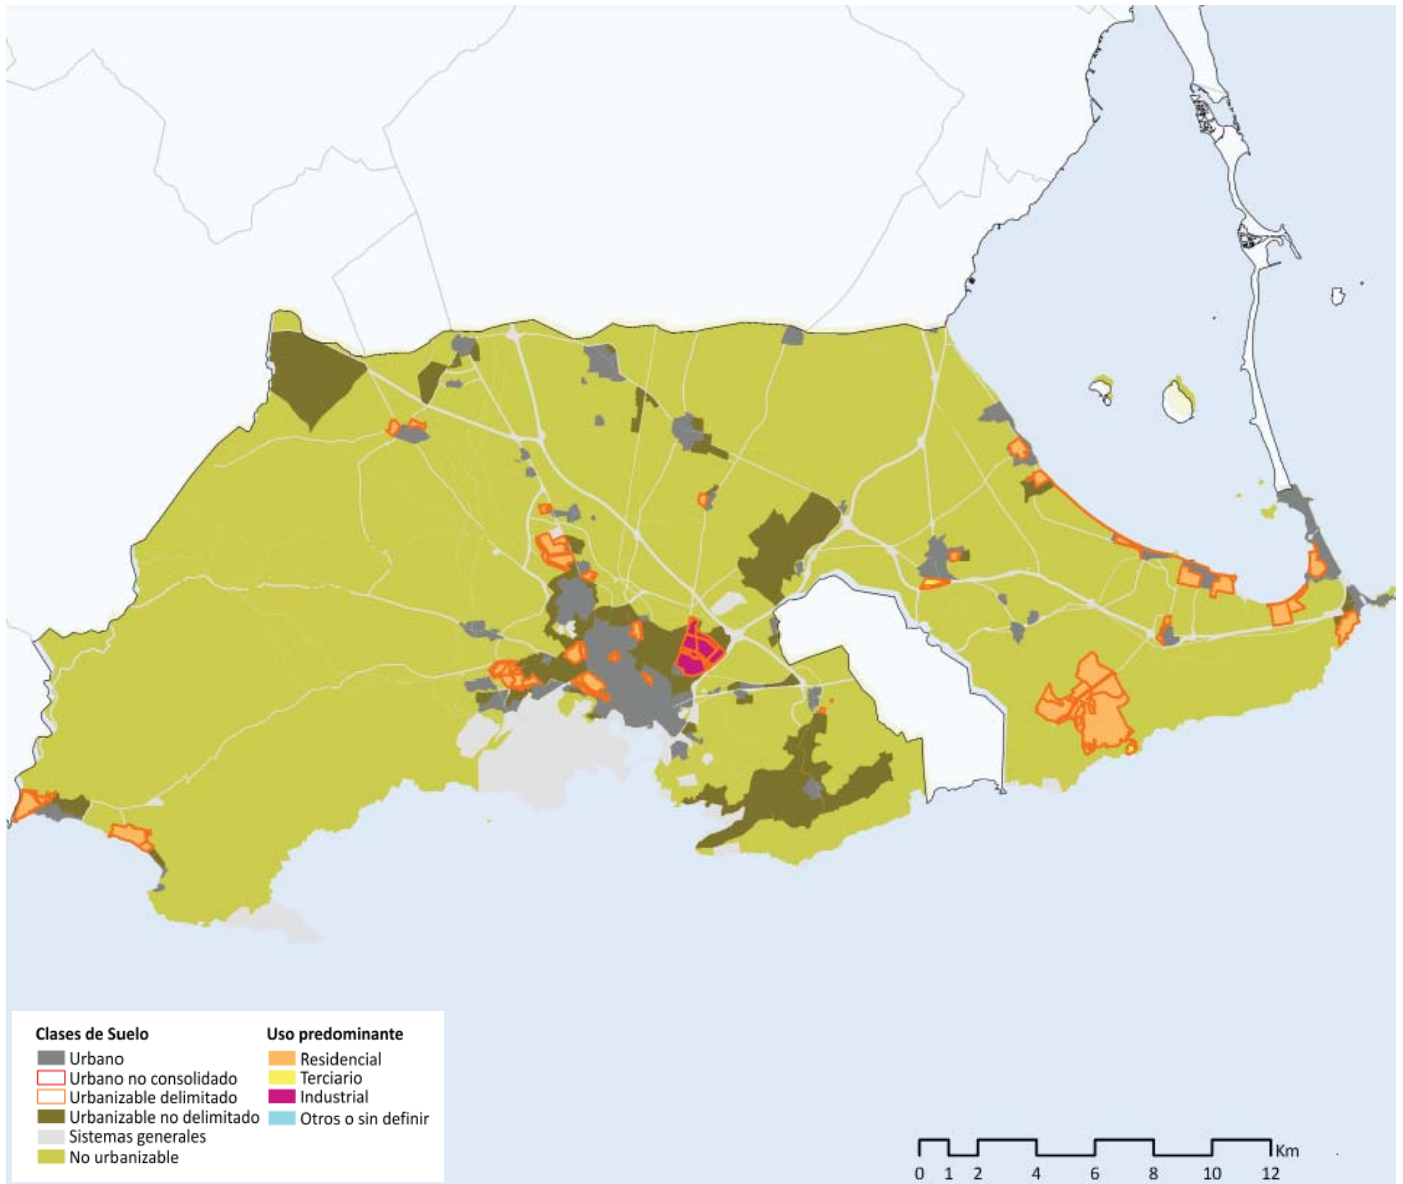 Clases de Suelo
Urbano
Urbano no consolidado
Urbanizable delimitado
Urbanizable no delimitado
Sistemas generales
No urbanizable
Uso predominante
Residencial
Terciario
Industrial
Otros o sin definir
Km
0 1 2 4 6 8 10 12